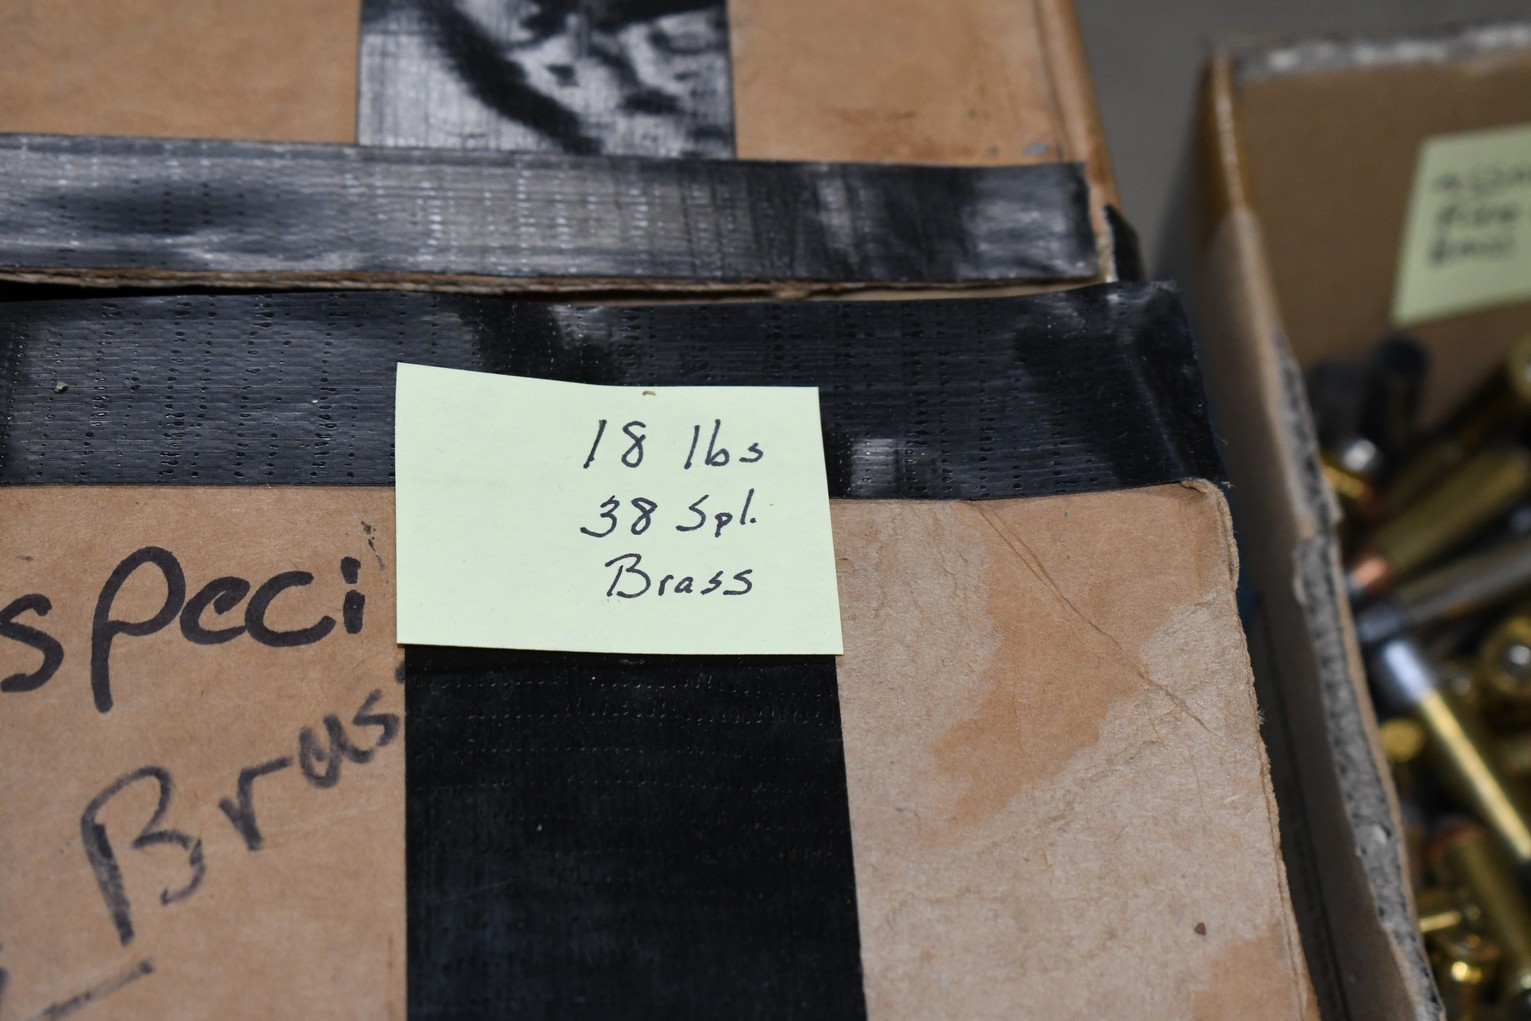 18 lbs
38 Spl.
Brass
speci
Bras